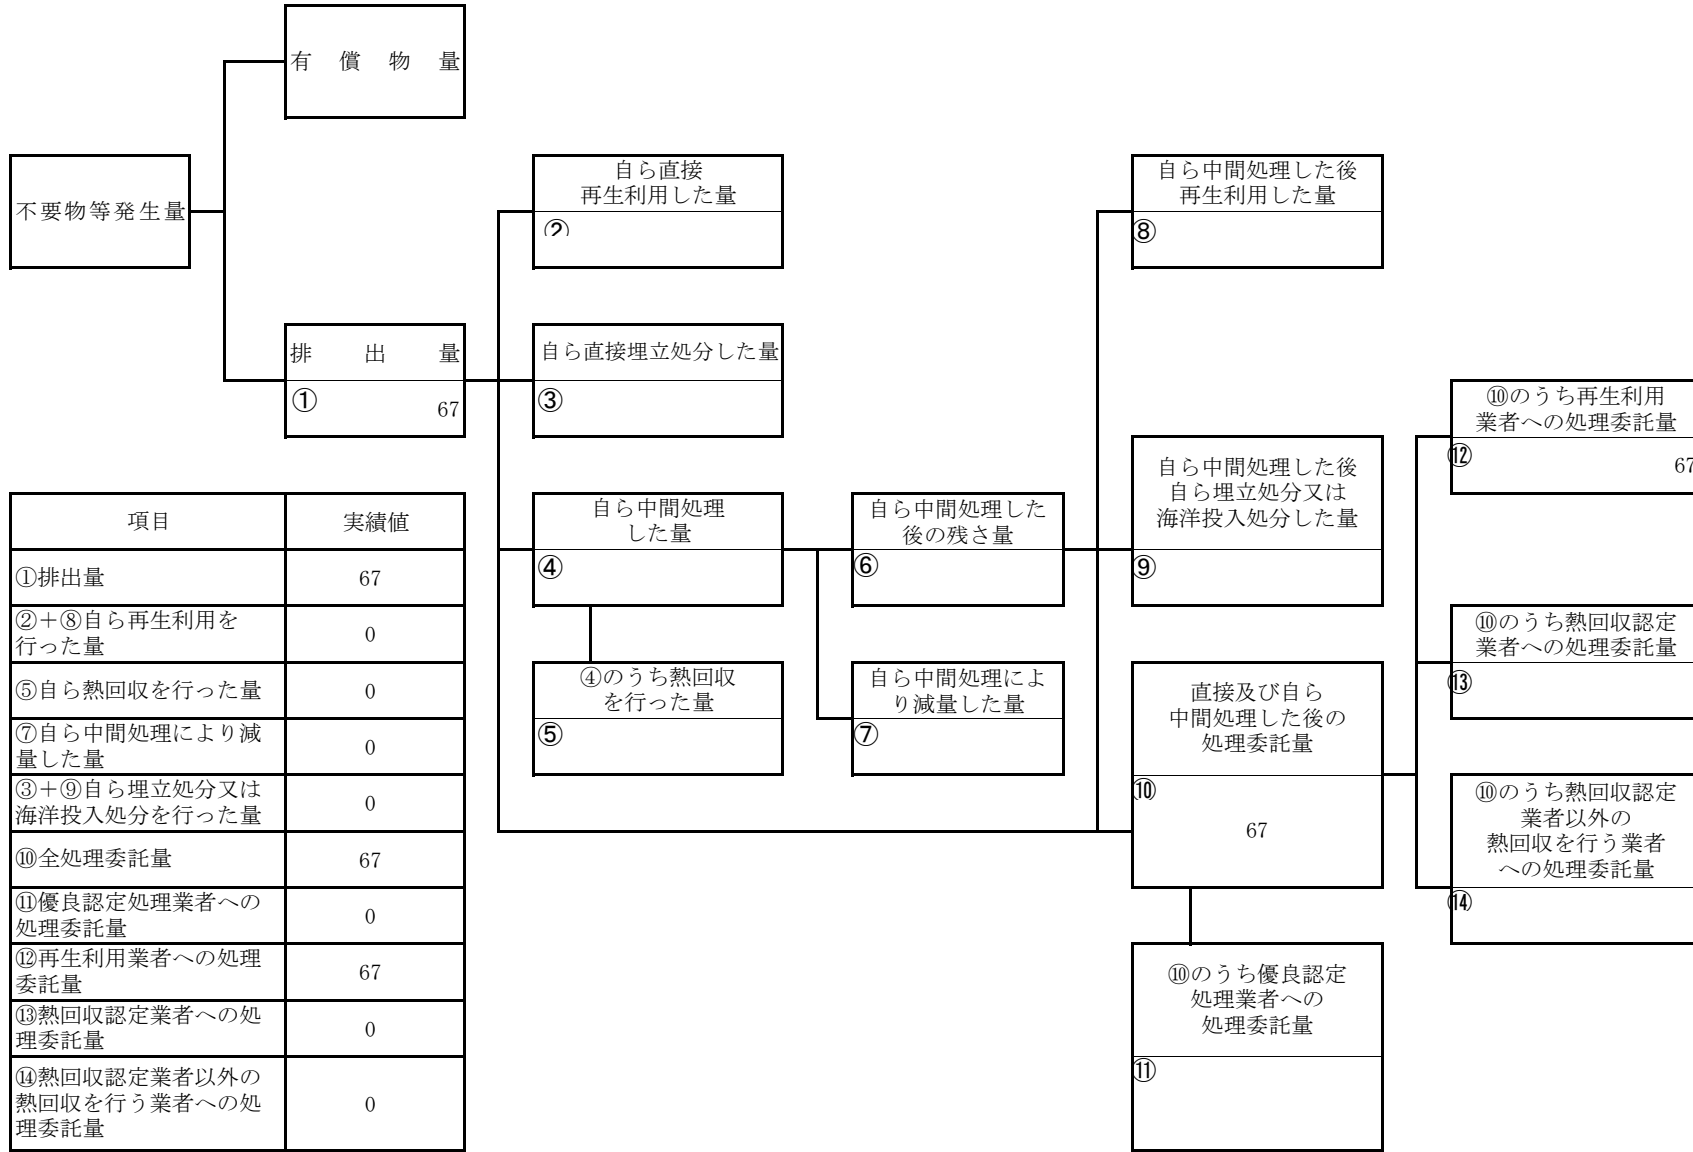 有償物量
不要物等発生量
自ら直接
再生利用した量
②
自ら中間処理した後
再生利用した量
⑧
排出量
①
67
自ら直接埋立処分した量
③
⑩のうち再生利用
業者への処理委託量
⑫
67
自ら中間処理
した量
④
自ら中間処理した
後の残さ量
⑥
自ら中間処理した後
自ら埋立処分又は
海洋投入処分した量
⑨
④のうち熱回収
を行った量
⑤
自ら中間処理によ
り減量した量
⑦
直接及び自ら
中間処理した後の
処理委託量
⑩
67
⑩のうち熱回収認定
業者への処理委託量
⑬
⑩のうち熱回収認定
業者以外の
熱回収を行う業者
への処理委託量
⑭
⑩のうち優良認定
処理業者への
処理委託量
⑪
項目 実績値
①排出量 67
②＋⑧自ら再生利用を
行った量 0
⑤自ら熱回収を行った量 0
⑦自ら中間処理により減
量した量 0
③＋⑨自ら埋立処分又は
海洋投入処分を行った量 0
⑩全処理委託量 67
⑪優良認定処理業者への
処理委託量 0
⑫再生利用業者への処理
委託量 67
⑬熱回収認定業者への処
理委託量 0
⑭熱回収認定業者以外の
熱回収を行う業者への処
理委託量 0